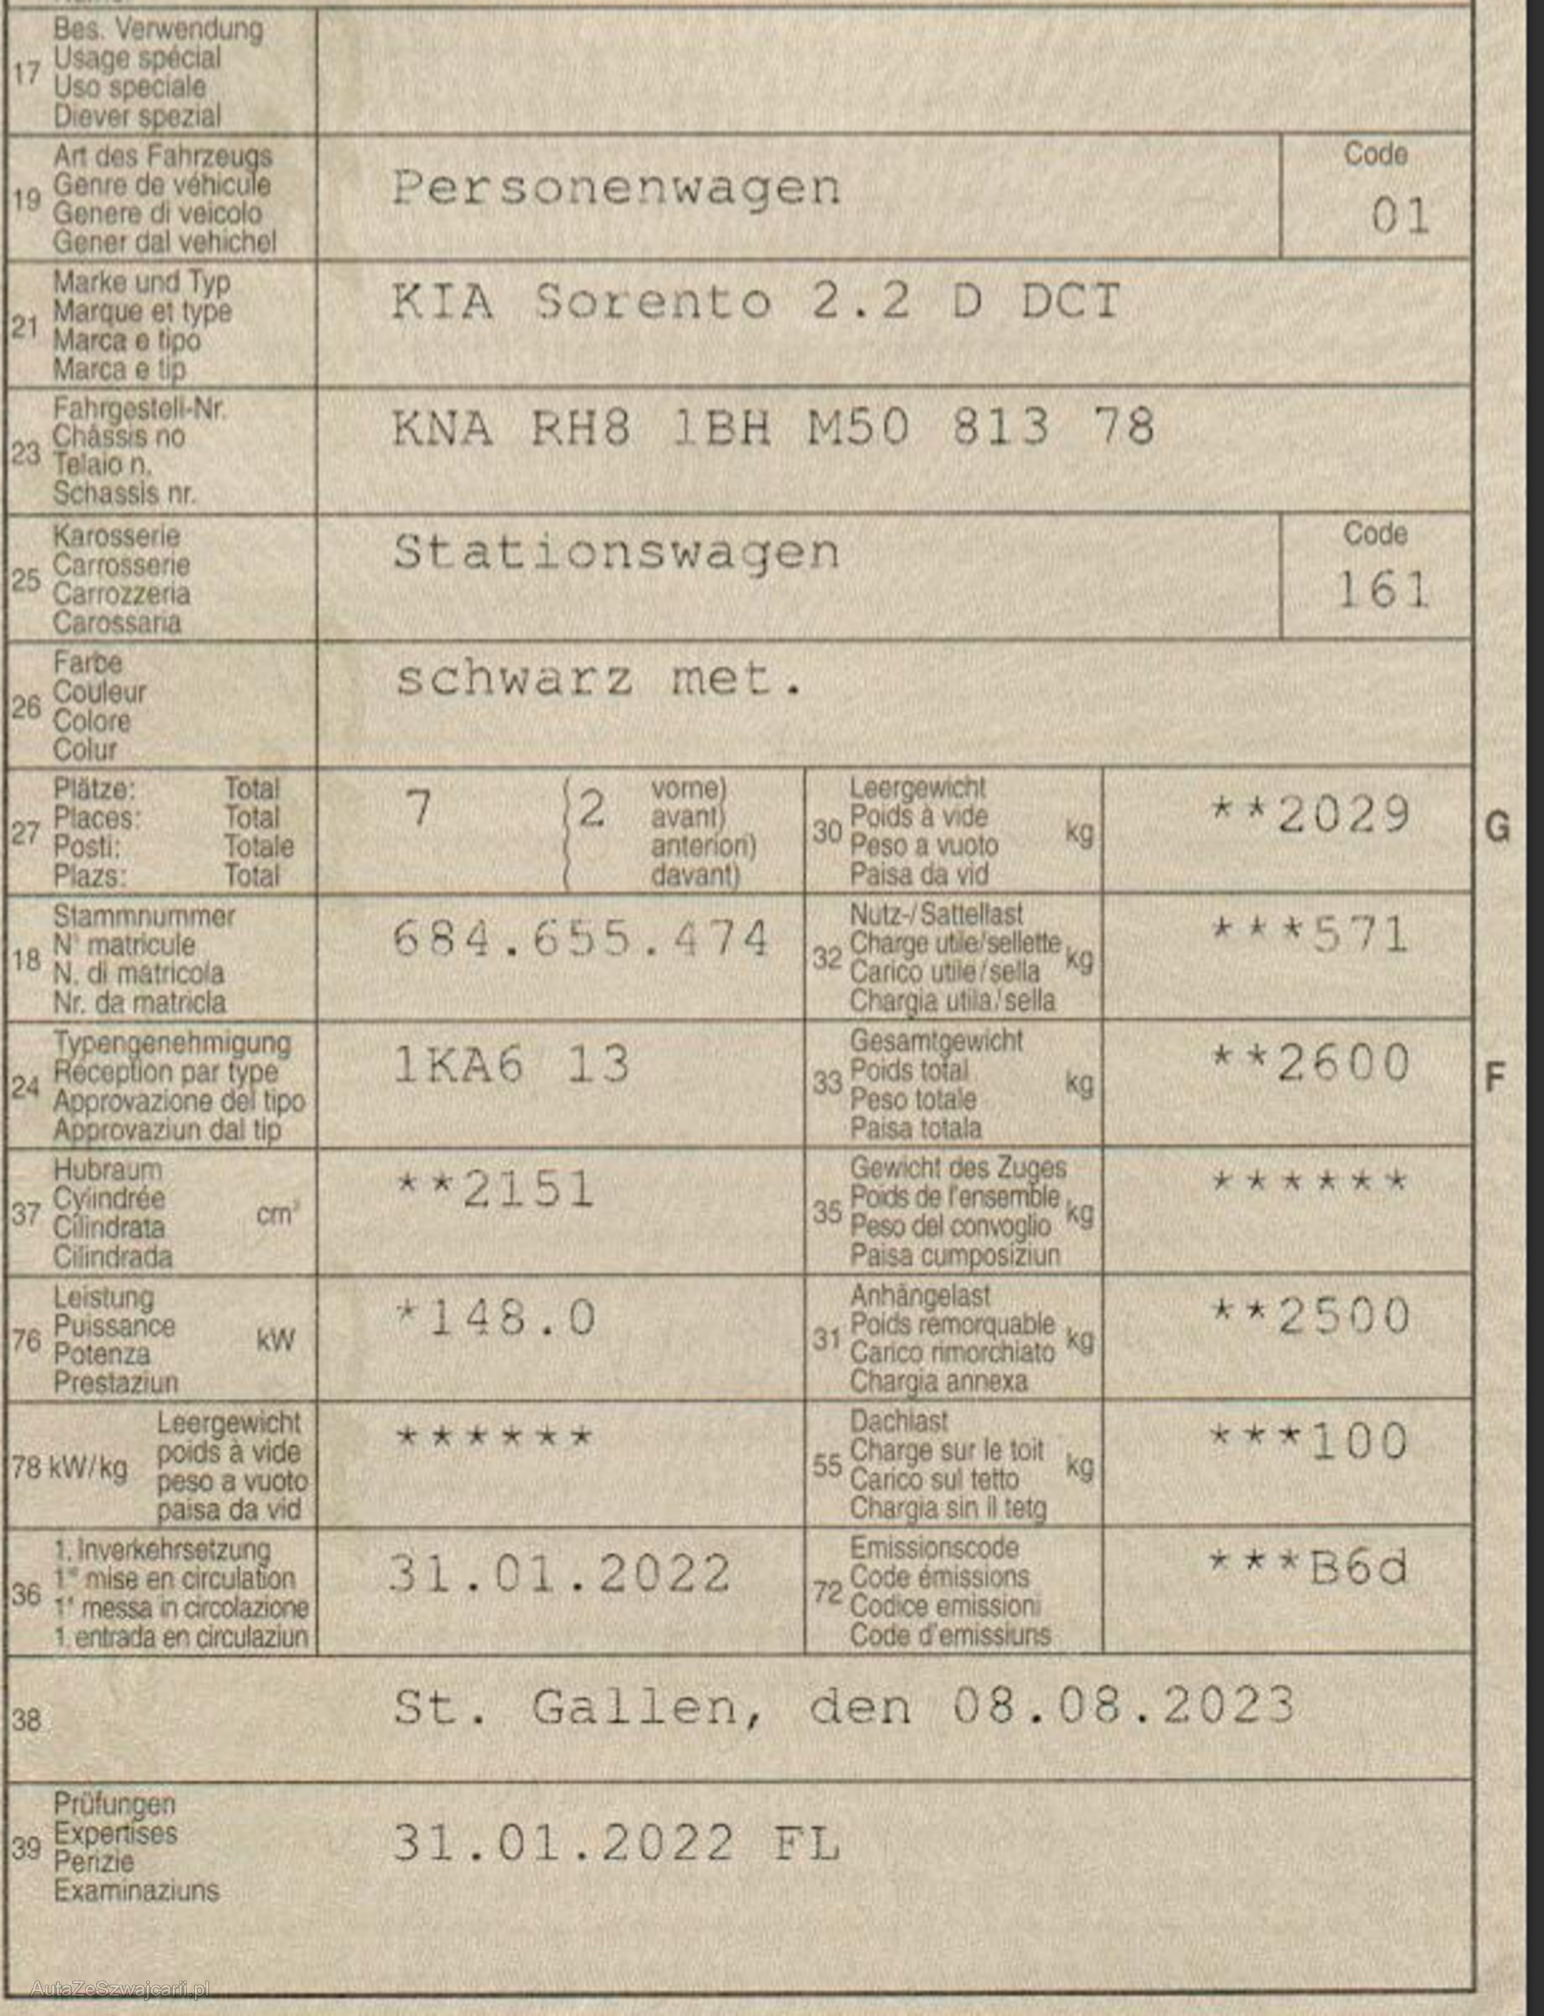 17 Bes. Verwendung
Usage spécial
Uso speciale
Diever spezial
19 Art des Fahrzeugs
Genre de véhicule
Genere di veicolo
Gener dal vehichel
Personenwagen
Code
01
21 Marke und Typ
Marque et type
Marca e tipo
Marca e tip
KIA Sorento 2.2 D DCT
23 Fahrgestell-Nr.
Châssis no
Telaio n.
Schassis nr.
KNA RH8 1BH M50 813 78
25 Karosserie
Carrosserie
Carrozzeria
Carossaria
Stationswagen
Code
161
26 Farbe
Couleur
Colore
Colur
schwarz met.
27 Plätze: Total
Places: Total
Posti: Totale
Plazs: Total
7 (2 vorne)
avant)
anteriori)
davant)
30 Leergewicht
Poids à vide
Peso a vuoto
Paisa da vid
kg
**2029
G
18 Stammnummer
N° matricule
N. di matricola
Nr. da matricla
684.655.474
32 Nutz-/Sattellast
Charge utile/sellette
Carico utile/sella
Chargia utila/sella
kg
***571
24 Typengenehmigung
Réception par type
Approvazione del tipo
Approvaziun dal tip
1KA6 13
33 Gesamtgewicht
Poids total
Peso totale
Paisa totala
kg
**2600
F
37 Hubraum
Cylindrée
Cilindrata
Cilindrada
cm³
**2151
35 Gewicht des Zuges
Poids de l'ensemble
Peso del convoglio
Paisa cumposiziun
kg
******
76 Leistung
Puissance
Potenza
Prestaziun
kW
*148.0
31 Anhängelast
Poids remorquable
Carico rimorchiato
Chargia annexa
kg
**2500
78 kW/kg Leergewicht
poids à vide
peso a vuoto
paisa da vid
******
55 Dachlast
Charge sur le toit
Carico sul tetto
Chargia sin il tetg
kg
***100
36 1. Inverkehrsetzung
1re mise en circulation
1a messa in circolazione
1. entrada en circulaziun
31.01.2022
72 Emissionscode
Code émissions
Codice emissioni
Code d'emissiuns
***B6d
38 St. Gallen, den 08.08.2023
39 Prüfungen
Expertises
Perizie
Examinaziuns
31.01.2022 FL
AutaZeSzwajcarii.pl